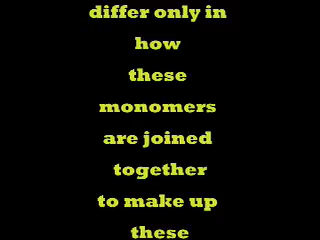 differ only in
how
these
monomers
are joined
together
to make up
these